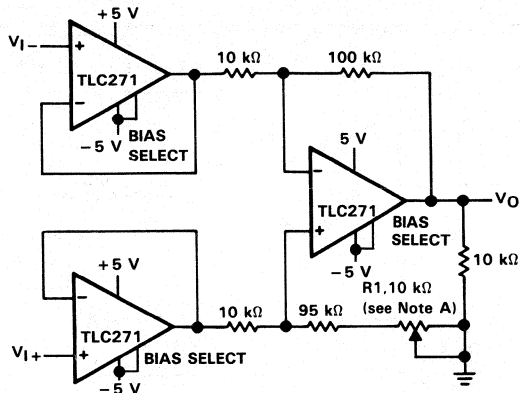 +5 V
VI−
+
TLC271
−
−5 V
BIAS
SELECT
10 kΩ
100 kΩ
5 V
−
TLC271
+
BIAS
SELECT
−5 V
VO
10 kΩ
R1, 10 kΩ
(see Note A)
−
+5 V
TLC271
VI+
+
BIAS SELECT
−5 V
10 kΩ
95 kΩ